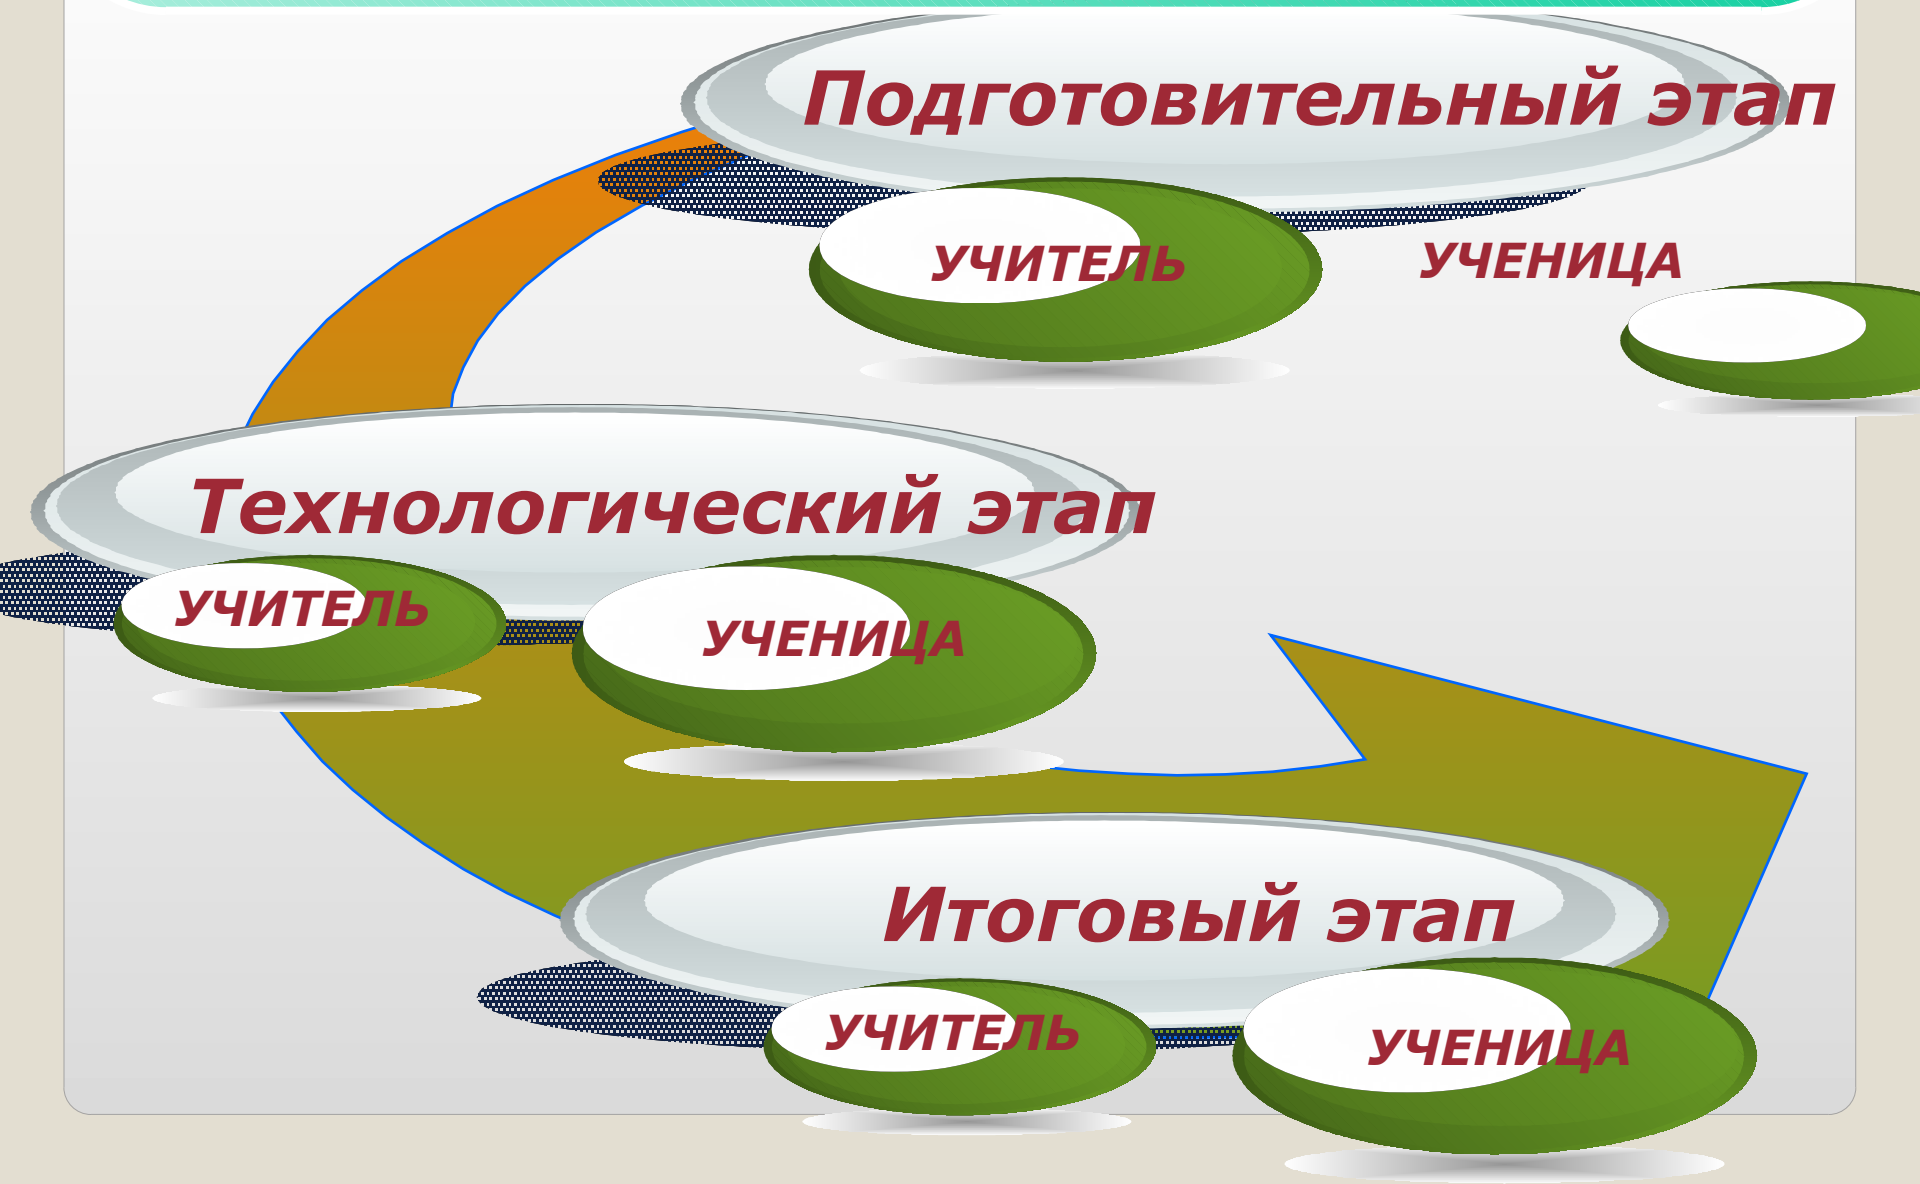 Подготовительный этап
УЧИТЕЛЬ
УЧЕНИЦА
Технологический этап
УЧИТЕЛЬ
УЧЕНИЦА
Итоговый этап
УЧИТЕЛЬ
УЧЕНИЦА